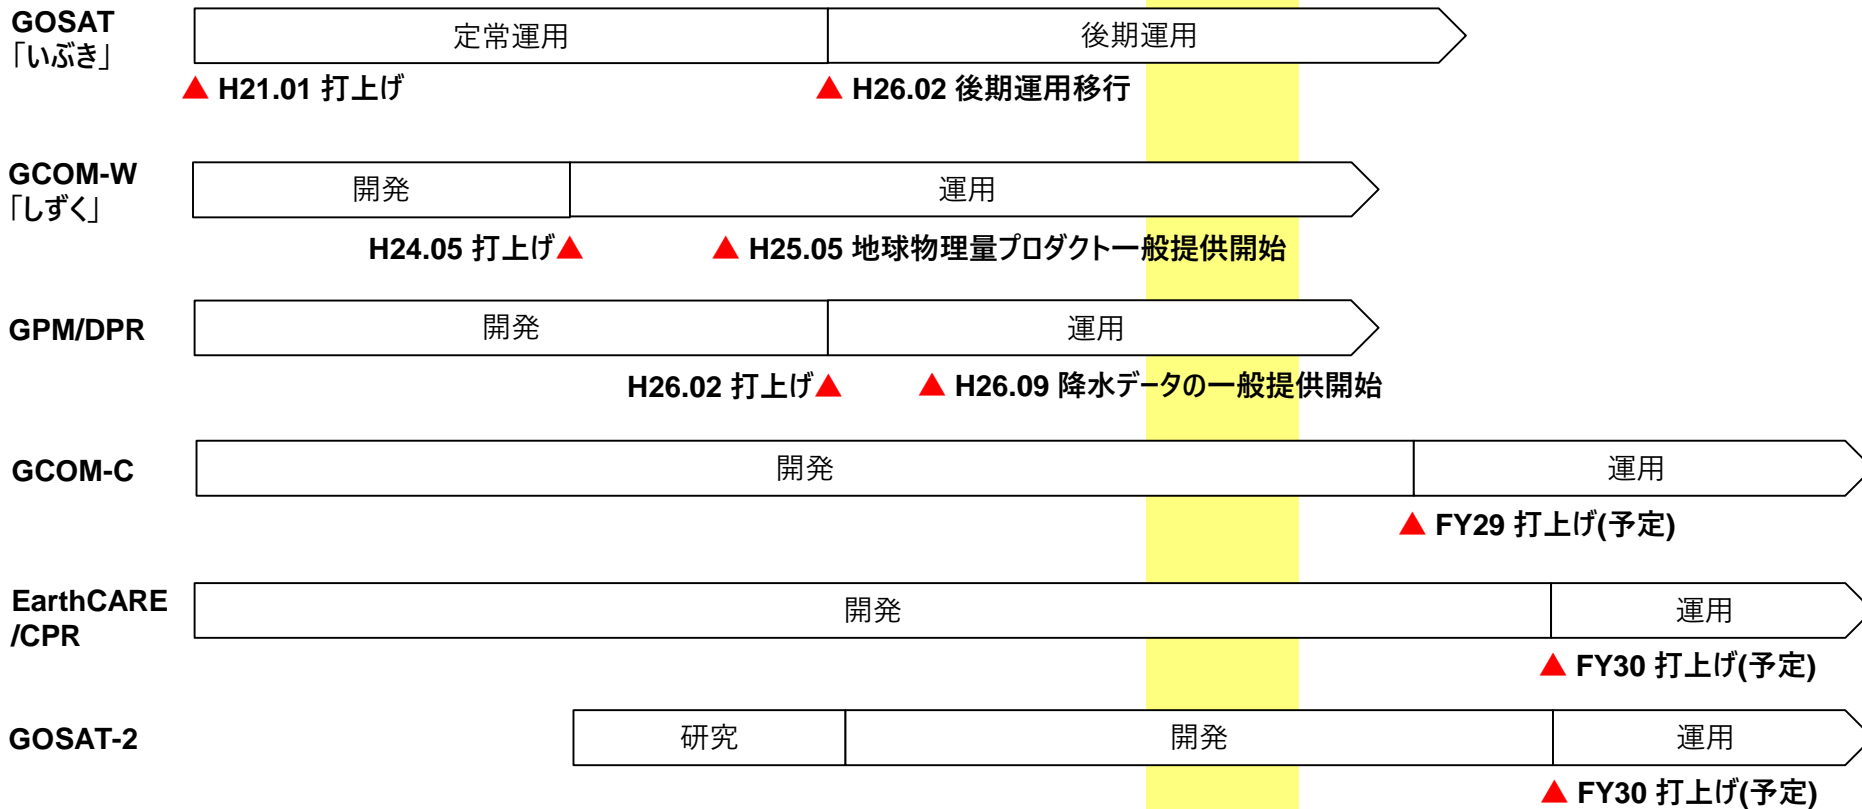 GOSAT
「いぶき」
定常運用
後期運用
▲ H21.01 打上げ
▲ H26.02 後期運用移行
GCOM-W
「しずく」
開発
運用
H24.05 打上げ▲
▲ H25.05 地球物理量プロダクト一般提供開始
GPM/DPR
開発
運用
H26.02 打上げ▲
▲ H26.09 降水データの一般提供開始
GCOM-C
開発
運用
▲ FY29 打上げ(予定)
EarthCARE
/CPR
開発
運用
▲ FY30 打上げ(予定)
GOSAT-2
研究
開発
運用
▲ FY30 打上げ(予定)